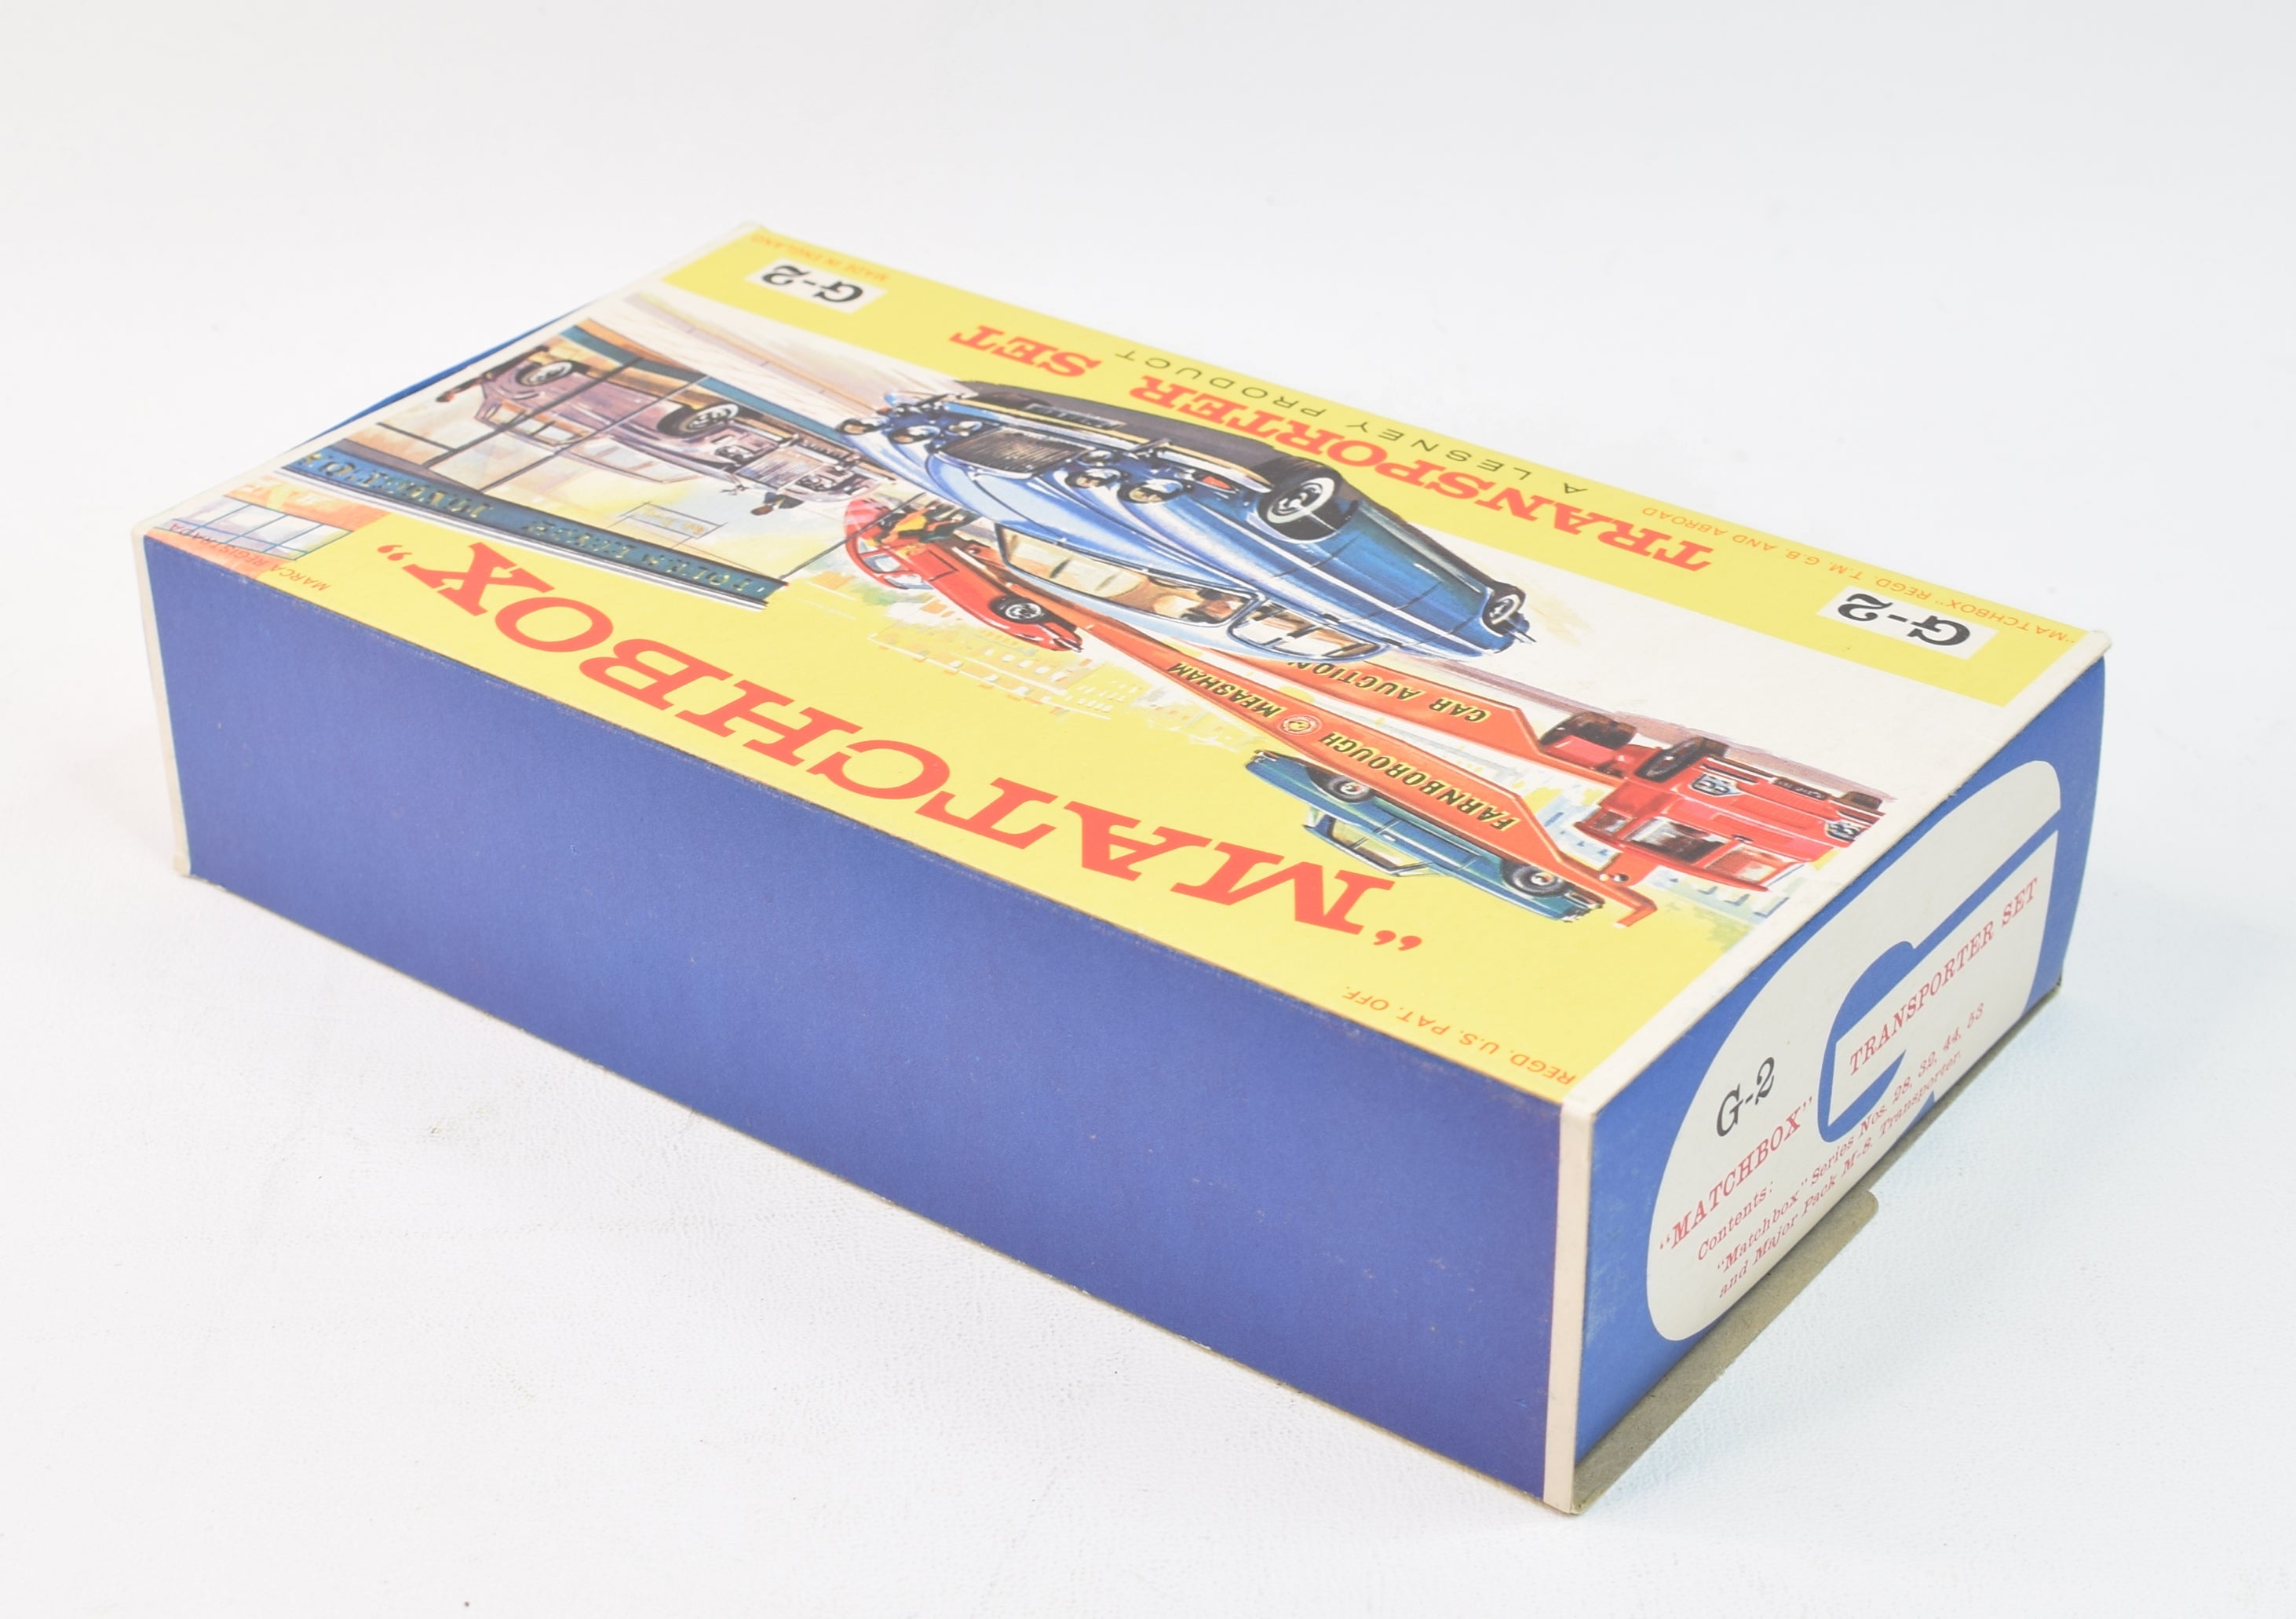 MARCA REGISTRADA
REGD. U.S. PAT. OFF.
"MATCHBOX"
FARNBOROUGH MEASHAM
CAR AUCTION
G-2
G-2
TRANSPORTER SET
A LESNEY PRODUCT
"MATCHBOX" REGD. T.M. G.B. AND ABROAD
MADE IN ENGLAND
G-2
"MATCHBOX"
TRANSPORTER SET
Contents:
"Matchbox" Series Nos. 28, 32, 44, 53
and Major Pack M-8. Transporter.